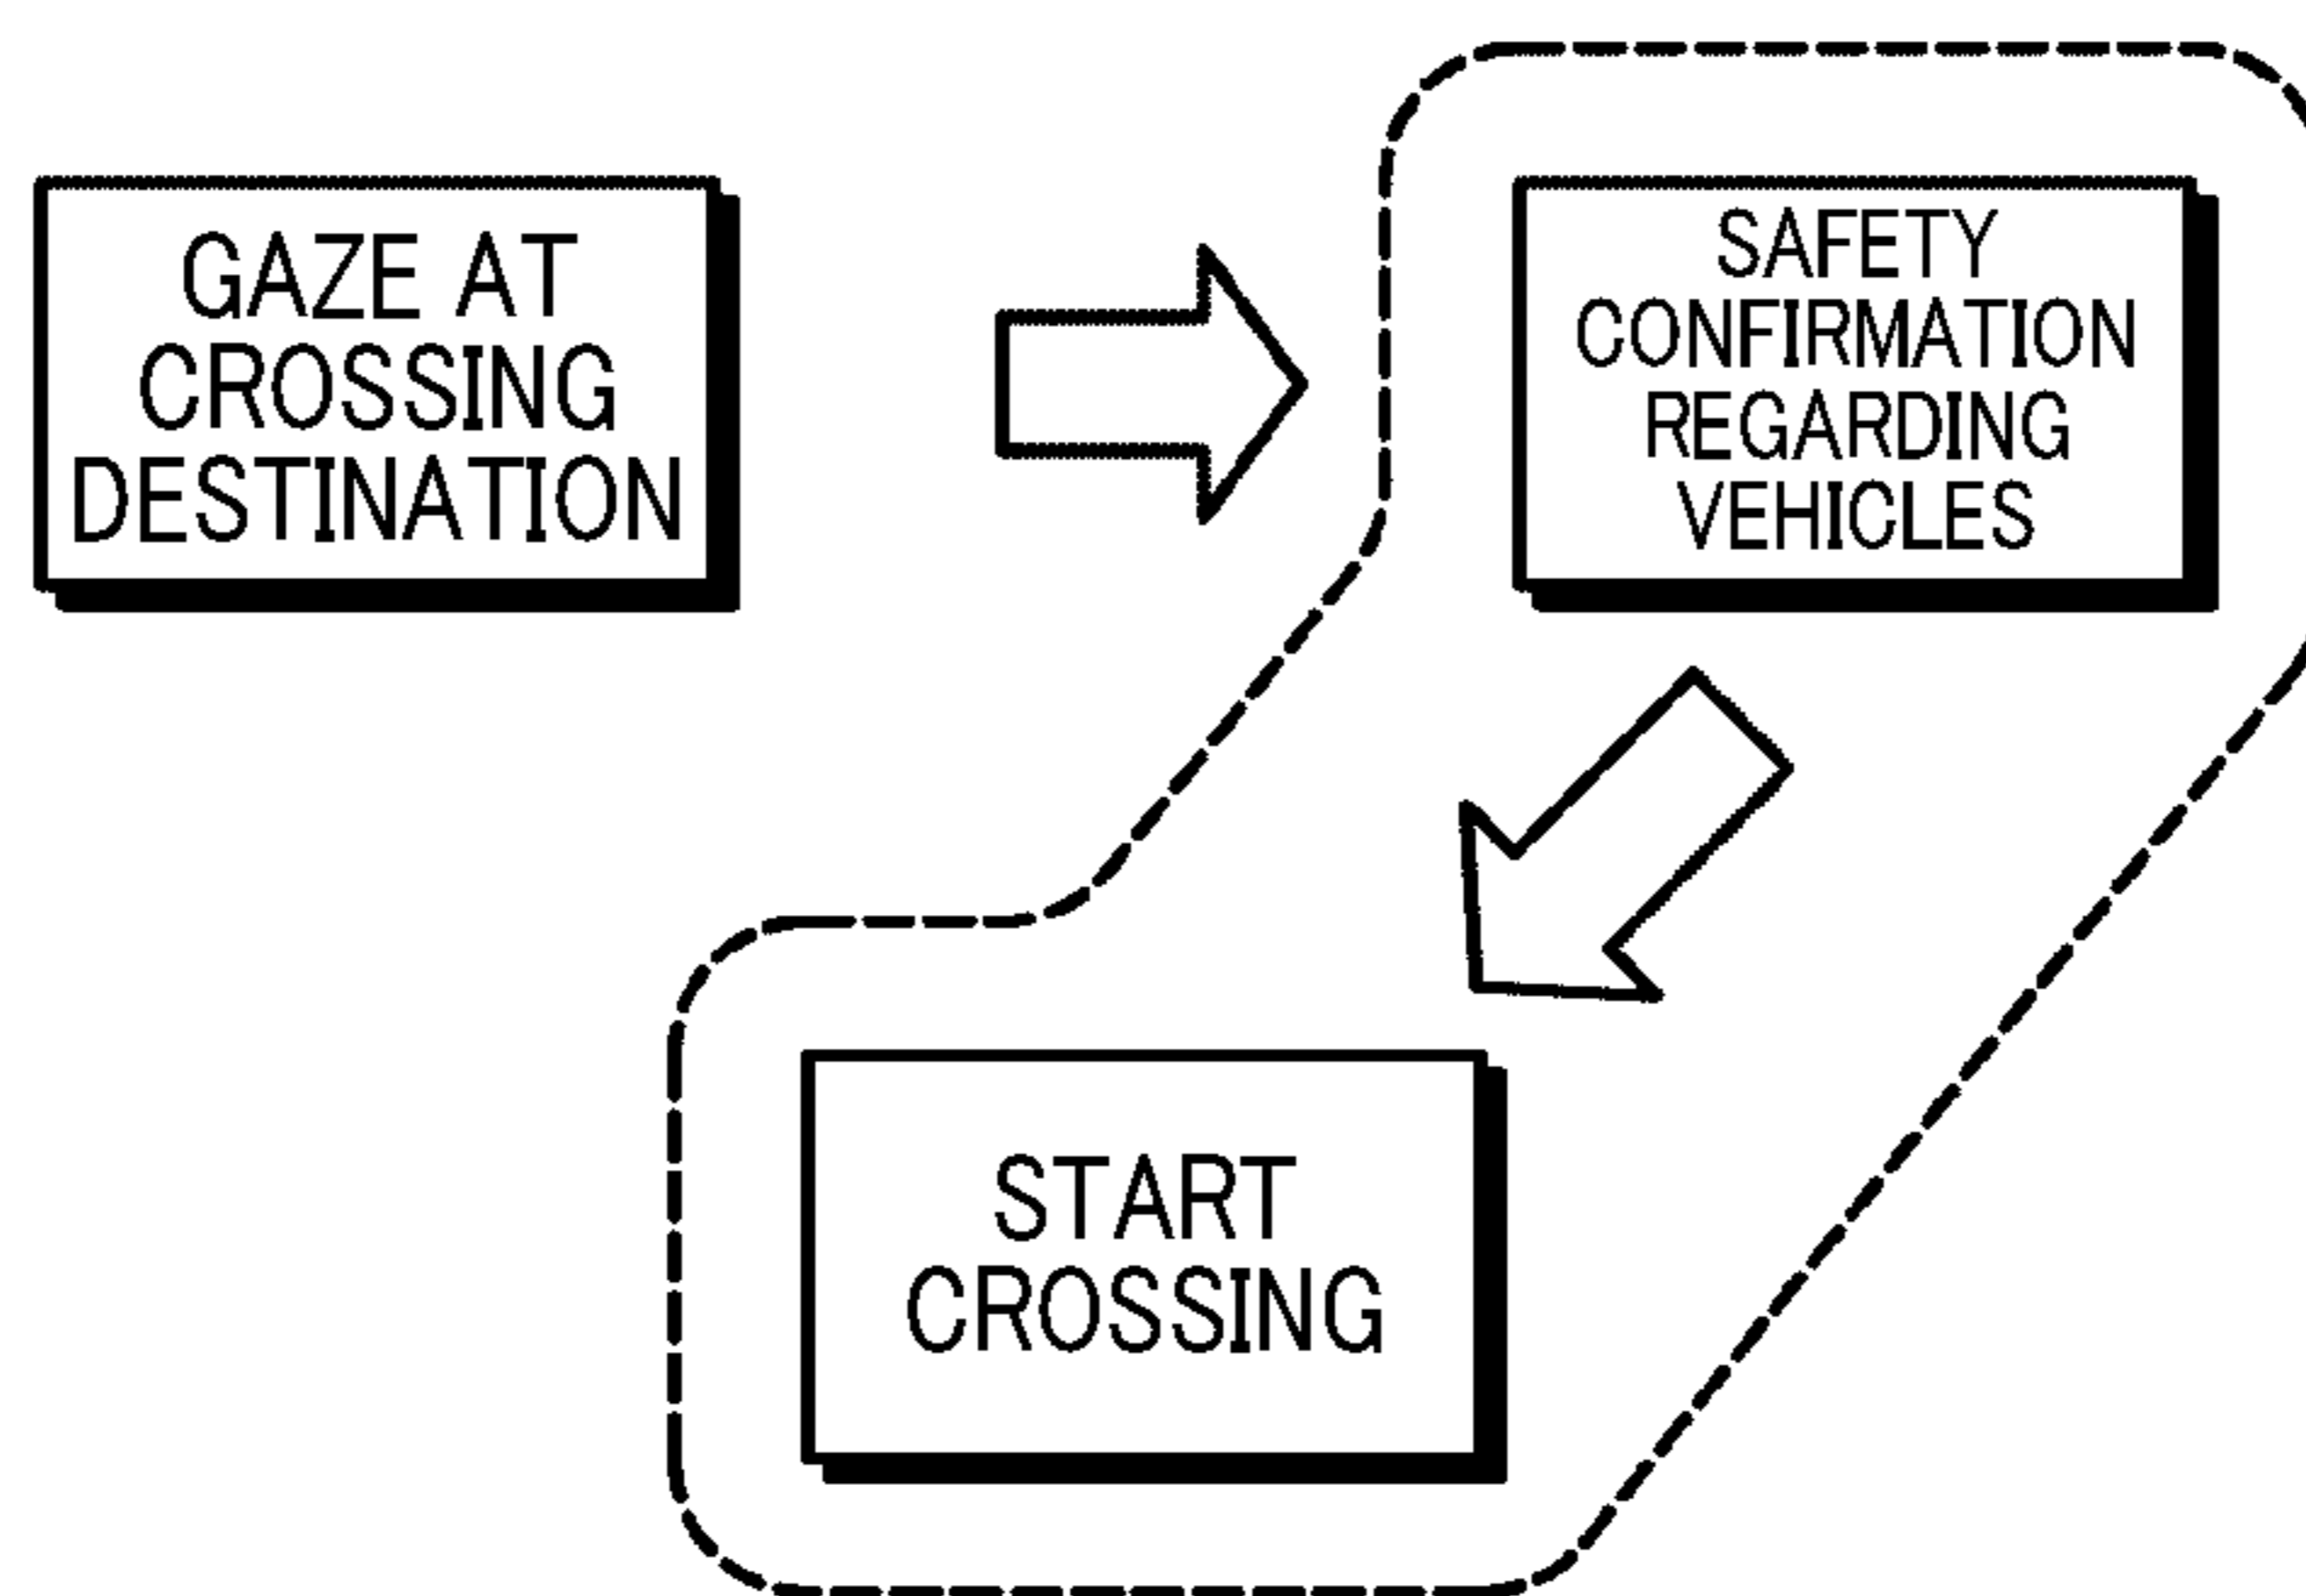 GAZE AT
CROSSING
DESTINATION
SAFETY
CONFIRMATION
REGARDING
VEHICLES
START
CROSSING